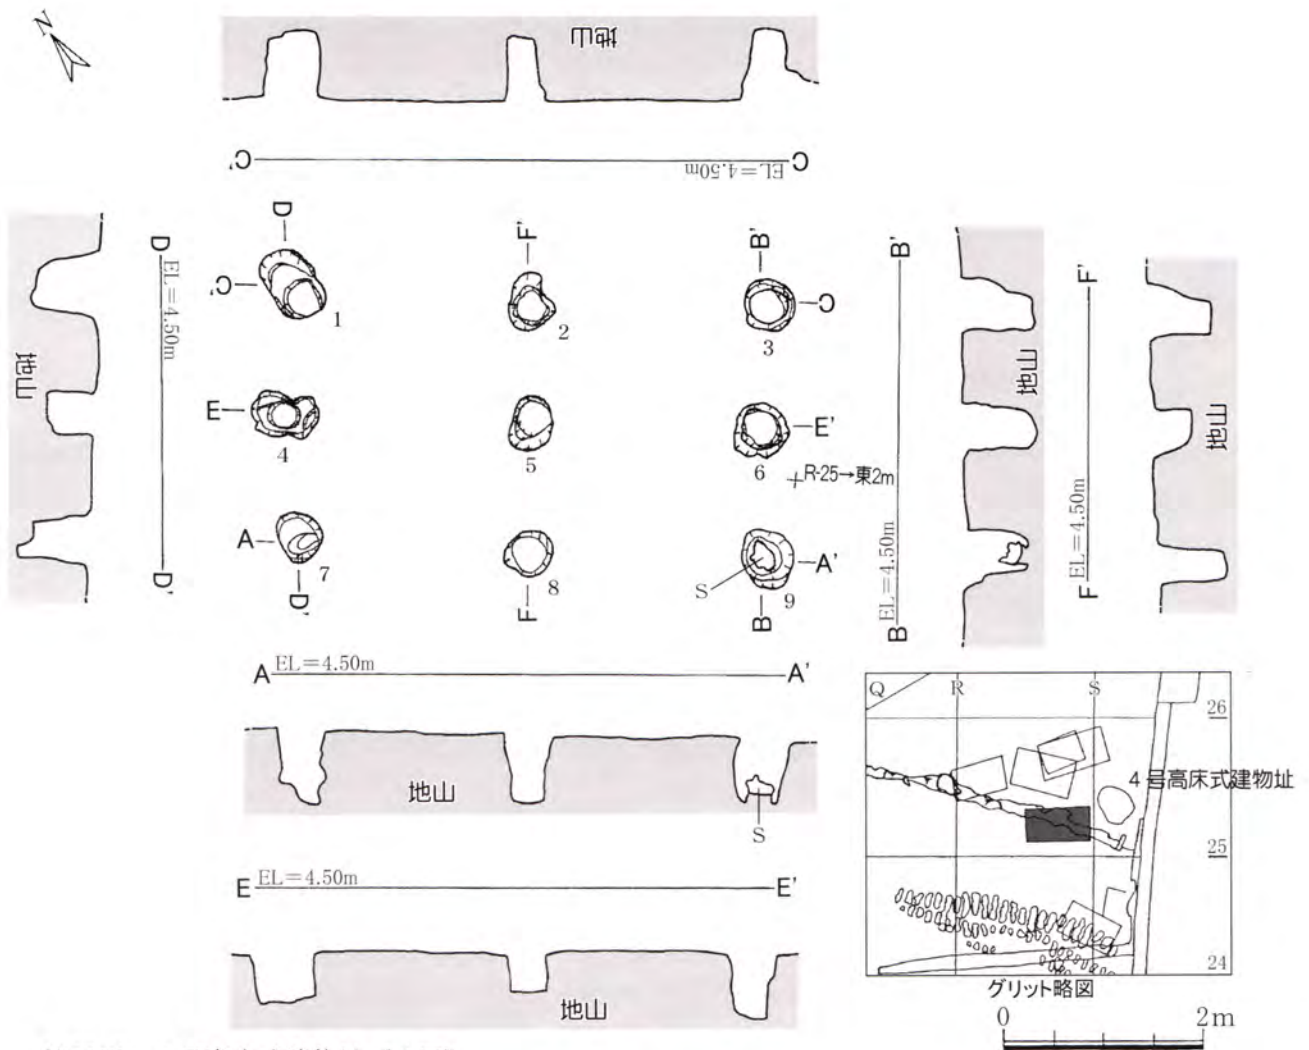 N
地山
C'
C
EL=4.50m
D
EL=4.50m
D'
地山
D
F'
B'
C'
1
2
3
C
E
4
5
6
E'
R-25→東2m
A
7
D'
8
F
S
9
A'
B
B'
EL=4.50m
B
地山
F'
EL=4.50m
F
地山
A
EL=4.50m
A'
地山
S
E
EL=4.50m
E'
地山
Q
R
S
26
4号高床式建物址
25
24
グリット略図
0
2m